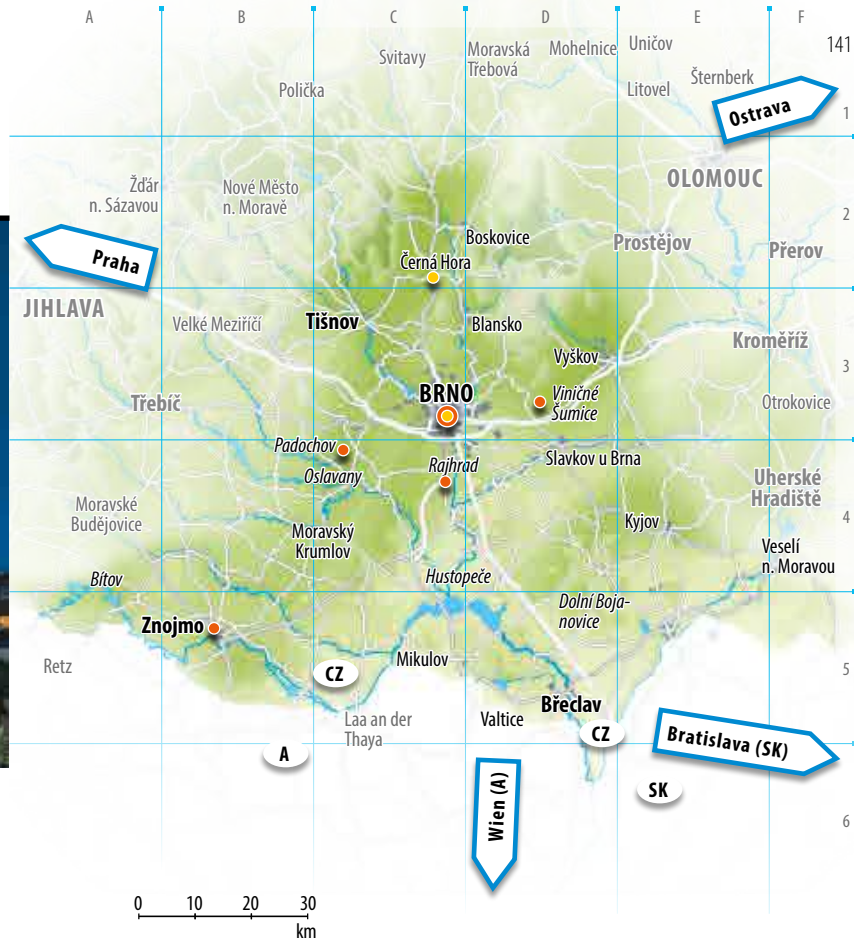 A
B
C
D
E
F
141
Svitavy
Moravská
Třebová
Mohelnice
Uničov
Šternberk
Polička
Litovel
Ostrava
1
OLOMOUC
Žďár
n. Sázavou
Nové Město
n. Moravě
2
Boskovice
Prostějov
Přerov
Praha
Černá Hora
JIHLAVA
Velké Meziříčí
Tišnov
Blansko
Vyškov
Kroměříž
3
BRNO
Viničné
Šumice
Třebíč
Otrokovice
Padochov
Oslavany
Rajhrad
Slavkov u Brna
Uherské
Hradiště
Moravské
Budějovice
Moravský
Krumlov
Kyjov
4
Veselí
n. Moravou
Bítov
Hustopeče
Dolní Boja-
novice
Znojmo
Retz
CZ
Mikulov
5
Břeclav
Laa an der
Thaya
Valtice
CZ
Bratislava (SK)
A
SK
Wien (A)
6
0 10 20 30
km